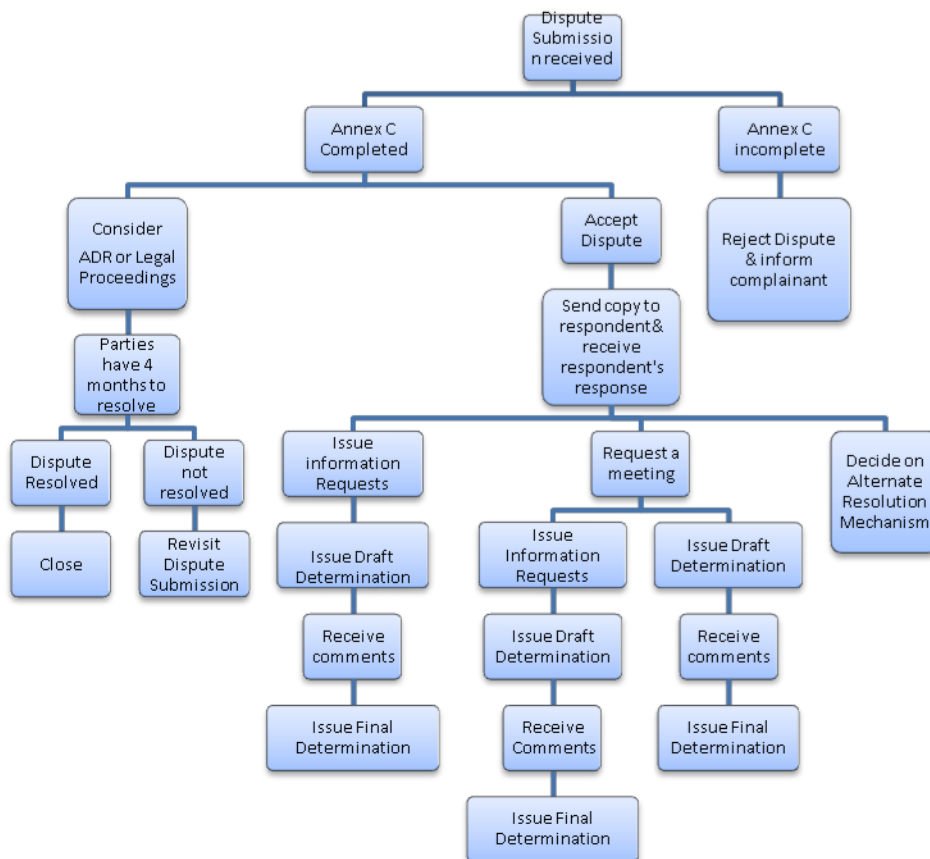 Dispute
Submissio
n received
Annex C
Completed
Annex C
incomplete
Consider
ADR or Legal
Proceedings
Accept
Dispute
Reject Dispute
& inform
complainant
Send copy to
respondent&
receive
respondent's
response
Parties
have 4
months to
resolve
Dispute
Resolved
Dispute
not
resolved
Issue
information
Requests
Request a
meeting
Decide on
Alternate
Resolution
Mechanism
Close
Revisit
Dispute
Submission
Issue Draft
Determination
Issue
Information
Requests
Issue Draft
Determination
Receive
comments
Issue Draft
Determination
Receive
comments
Issue Final
Determination
Receive
Comments
Issue Final
Determination
Issue Final
Determination